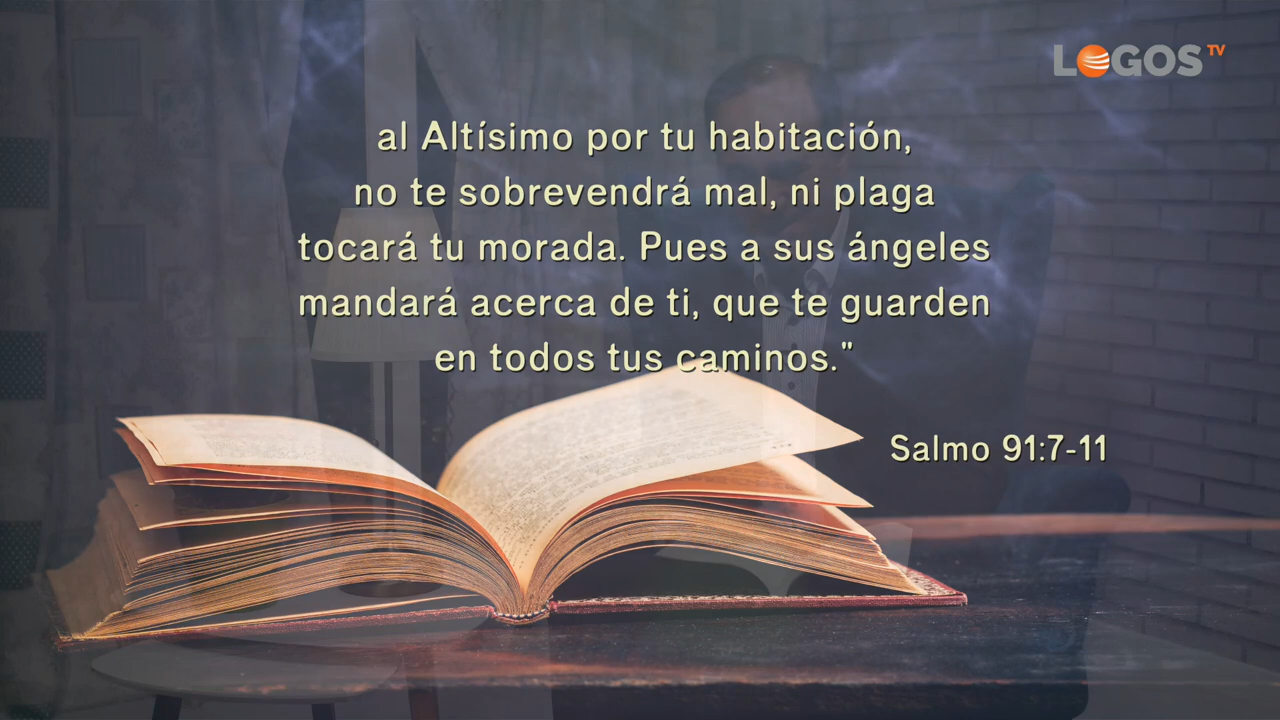 LOGOS TV
al Altísimo por tu habitación,
no te sobrevendrá mal, ni plaga
tocará tu morada. Pues a sus ángeles
mandará acerca de ti, que te guarden
en todos tus caminos."
Salmo 91:7-11